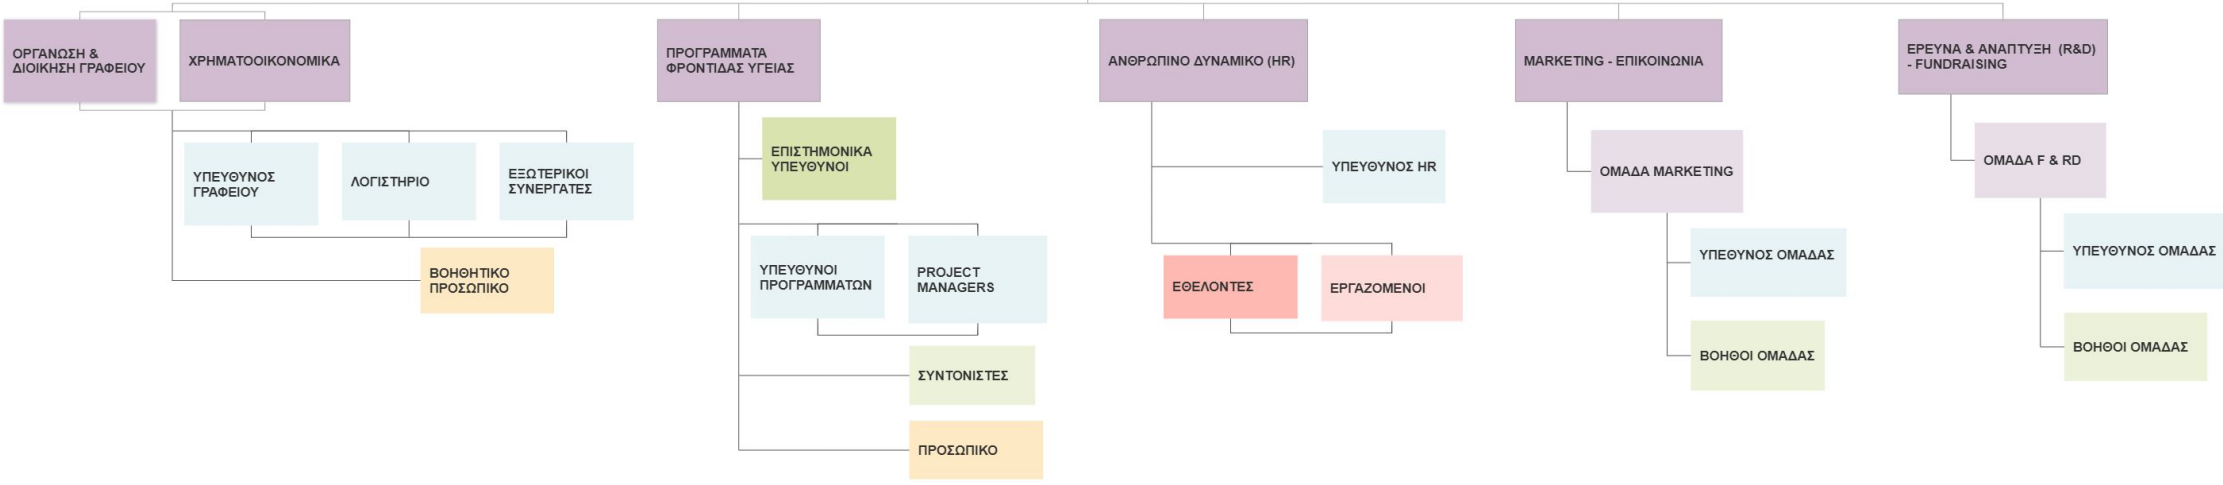 ΟΡΓΑΝΩΣΗ &
ΔΙΟΙΚΗΣΗ ΓΡΑΦΕΙΟΥ
ΧΡΗΜΑΤΟΟΙΚΟΝΟΜΙΚΑ
ΠΡΟΓΡΑΜΜΑΤΑ
ΦΡΟΝΤΙΔΑΣ ΥΓΕΙΑΣ
ΑΝΘΡΩΠΙΝΟ ΔΥΝΑΜΙΚΟ (HR)
MARKETING - ΕΠΙΚΟΙΝΩΝΙΑ
ΕΡΕΥΝΑ & ΑΝΑΠΤΥΞΗ (R&D)
- FUNDRAISING
ΥΠΕΥΘΥΝΟΣ
ΓΡΑΦΕΙΟΥ
ΛΟΓΙΣΤΗΡΙΟ
ΕΞΩΤΕΡΙΚΟΙ
ΣΥΝΕΡΓΑΤΕΣ
ΒΟΗΘΗΤΙΚΟ
ΠΡΟΣΩΠΙΚΟ
ΕΠΙΣΤΗΜΟΝΙΚΑ
ΥΠΕΥΘΥΝΟΙ
ΥΠΕΥΘΥΝΟΙ
ΠΡΟΓΡΑΜΜΑΤΩΝ
PROJECT
MANAGERS
ΣΥΝΤΟΝΙΣΤΕΣ
ΠΡΟΣΩΠΙΚΟ
ΥΠΕΥΘΥΝΟΣ HR
ΕΘΕΛΟΝΤΕΣ
ΕΡΓΑΖΟΜΕΝΟΙ
ΟΜΑΔΑ MARKETING
ΥΠΕΘΥΝΟΣ ΟΜΑΔΑΣ
ΒΟΗΘΟΙ ΟΜΑΔΑΣ
ΟΜΑΔΑ F & RD
ΥΠΕΥΘΥΝΟΣ ΟΜΑΔΑΣ
ΒΟΗΘΟΙ ΟΜΑΔΑΣ